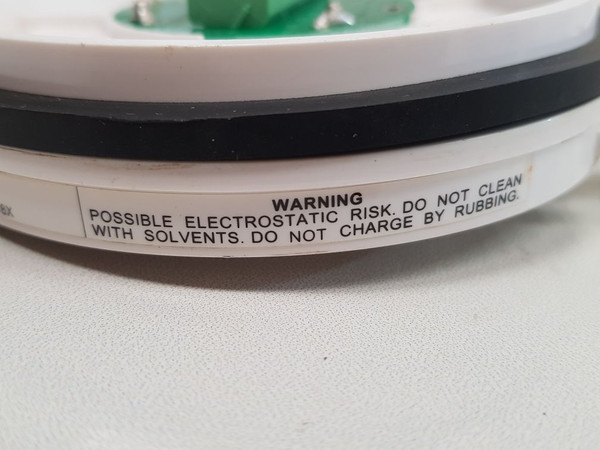 WARNING
POSSIBLE ELECTROSTATIC RISK. DO NOT CLEAN
WITH SOLVENTS. DO NOT CHARGE BY RUBBING.